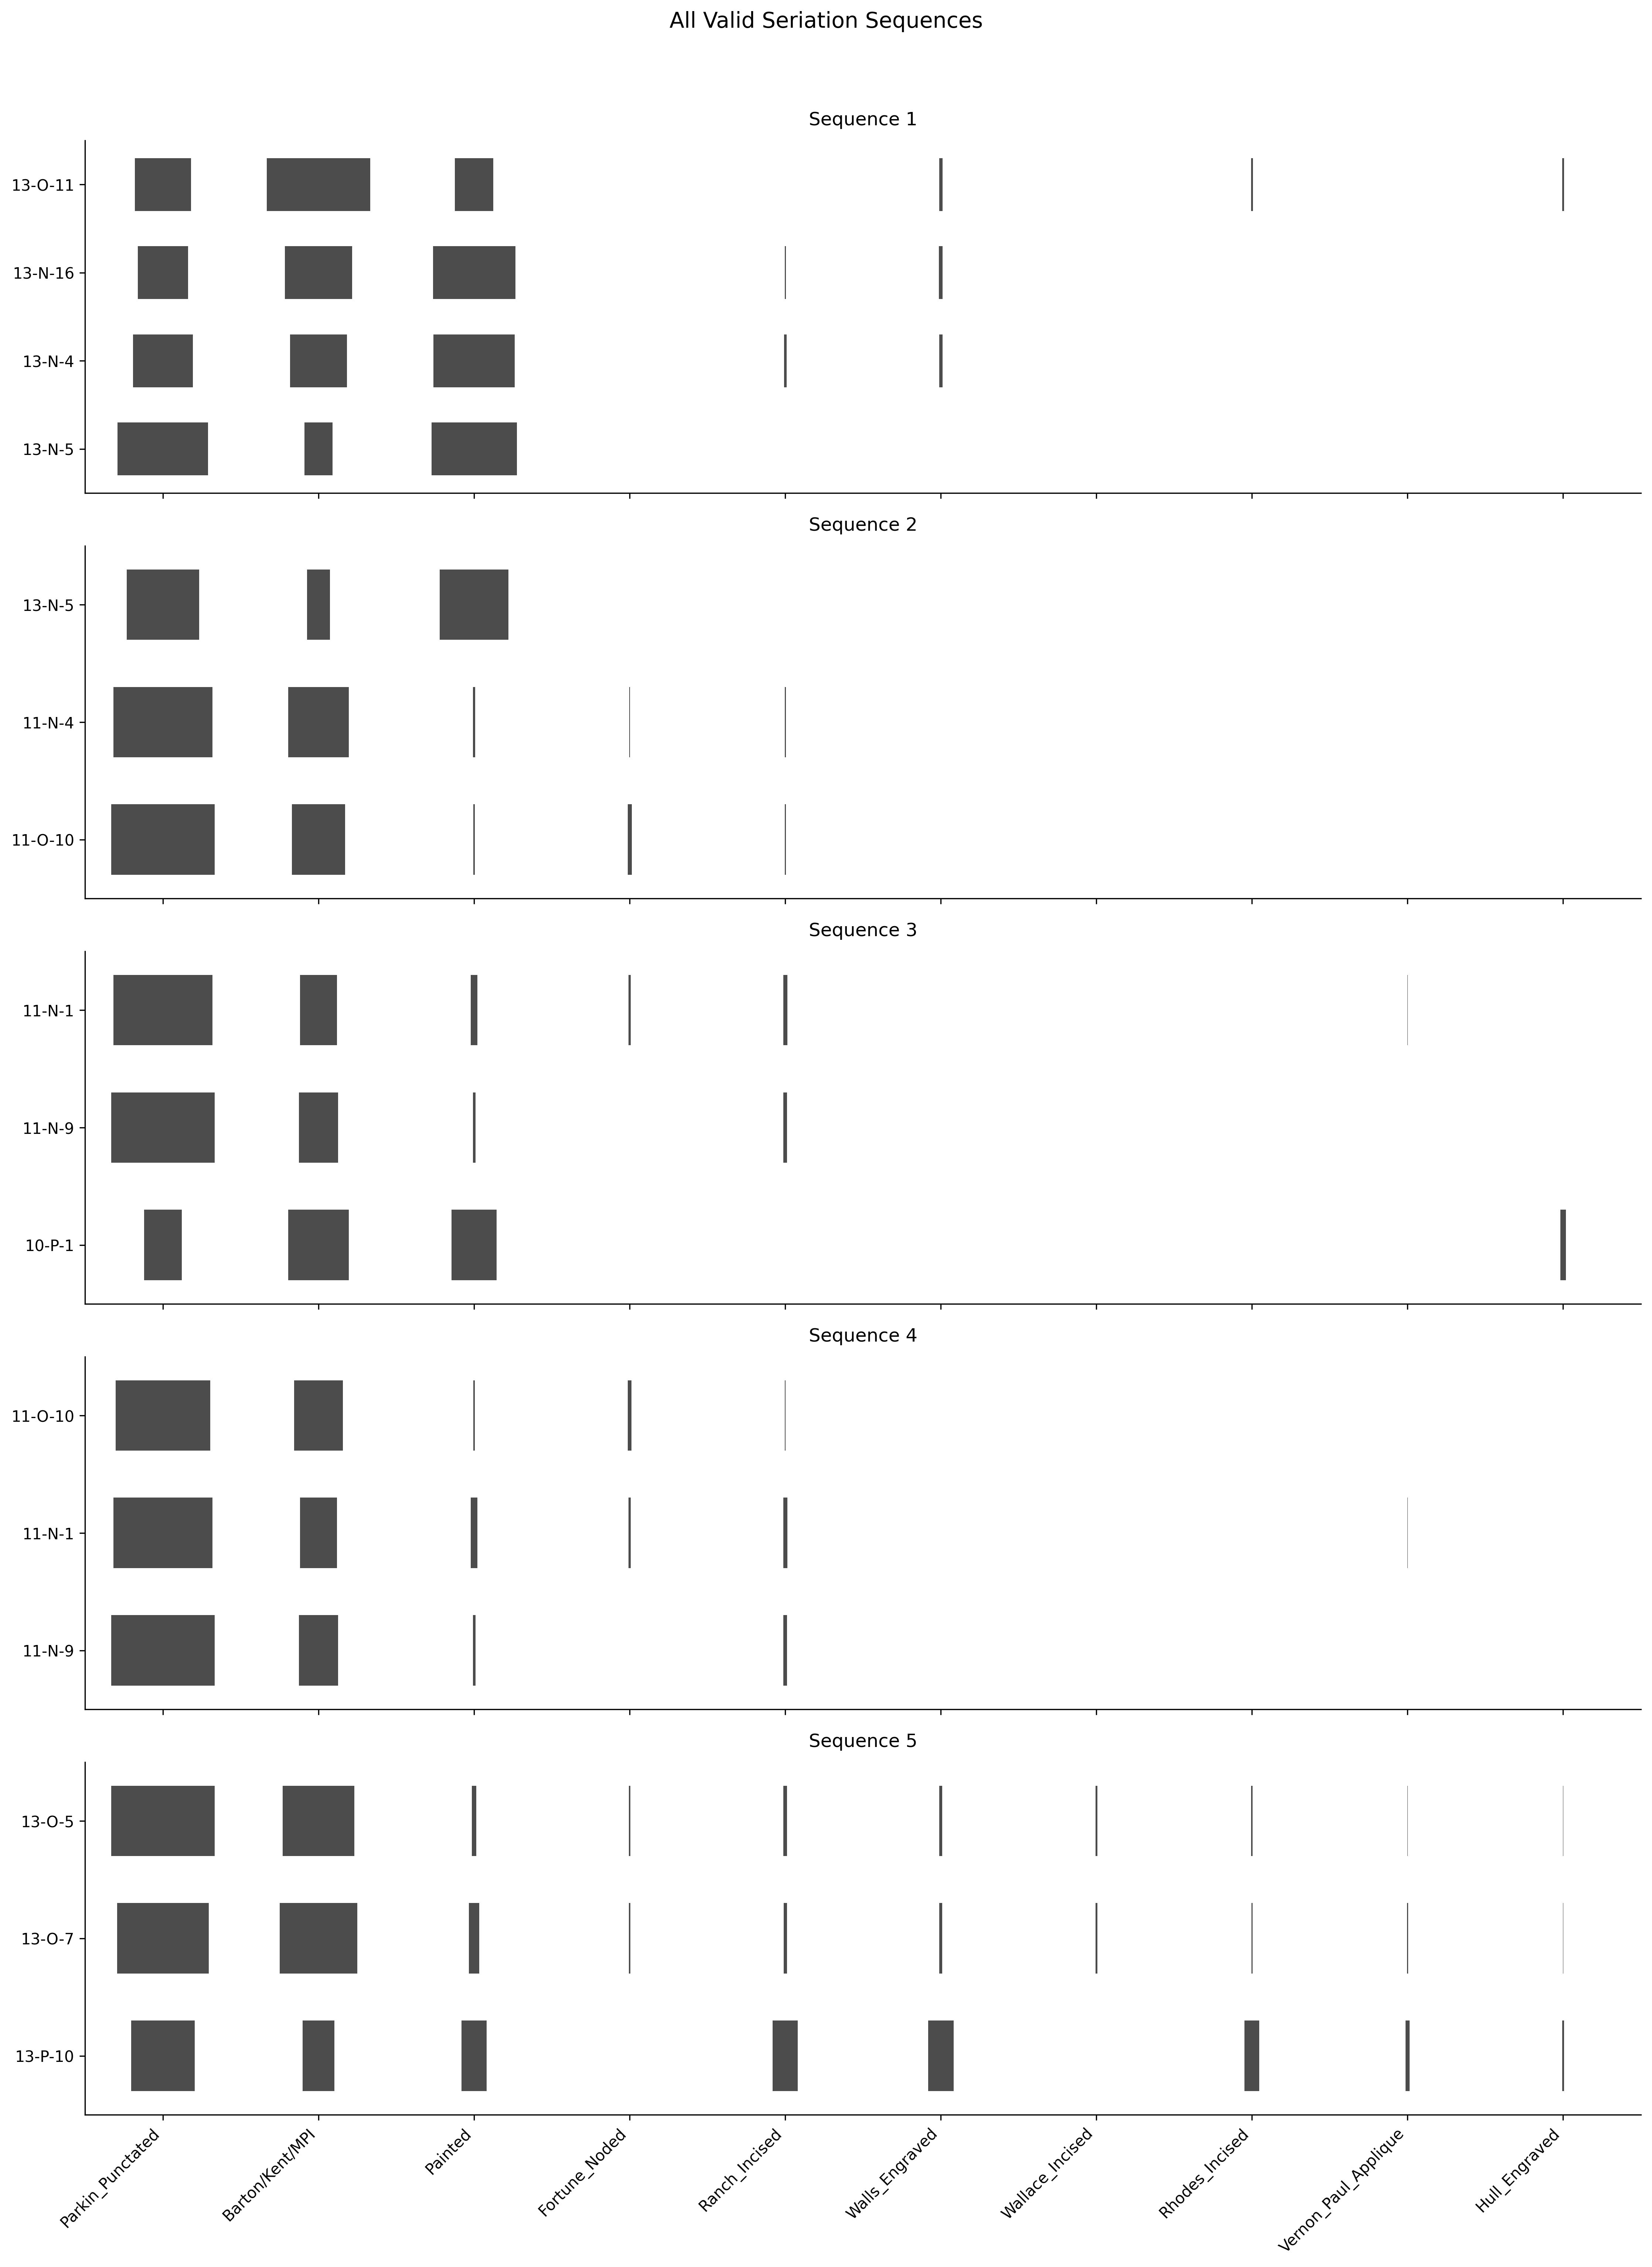 All Valid Seriation Sequences
Sequence 1
13-O-11
13-N-16
13-N-4
13-N-5
Sequence 2
13-N-5
11-N-4
11-O-10
Sequence 3
11-N-1
11-N-9
10-P-1
Sequence 4
11-O-10
11-N-1
11-N-9
Sequence 5
13-O-5
13-O-7
13-P-10
Parkin_Punctated
Barton/Kent/MPI
Painted
Fortune_Noded
Ranch_Incised
Walls_Engraved
Wallace_Incised
Rhodes_Incised
Vernon_Paul_Applique
Hull_Engraved